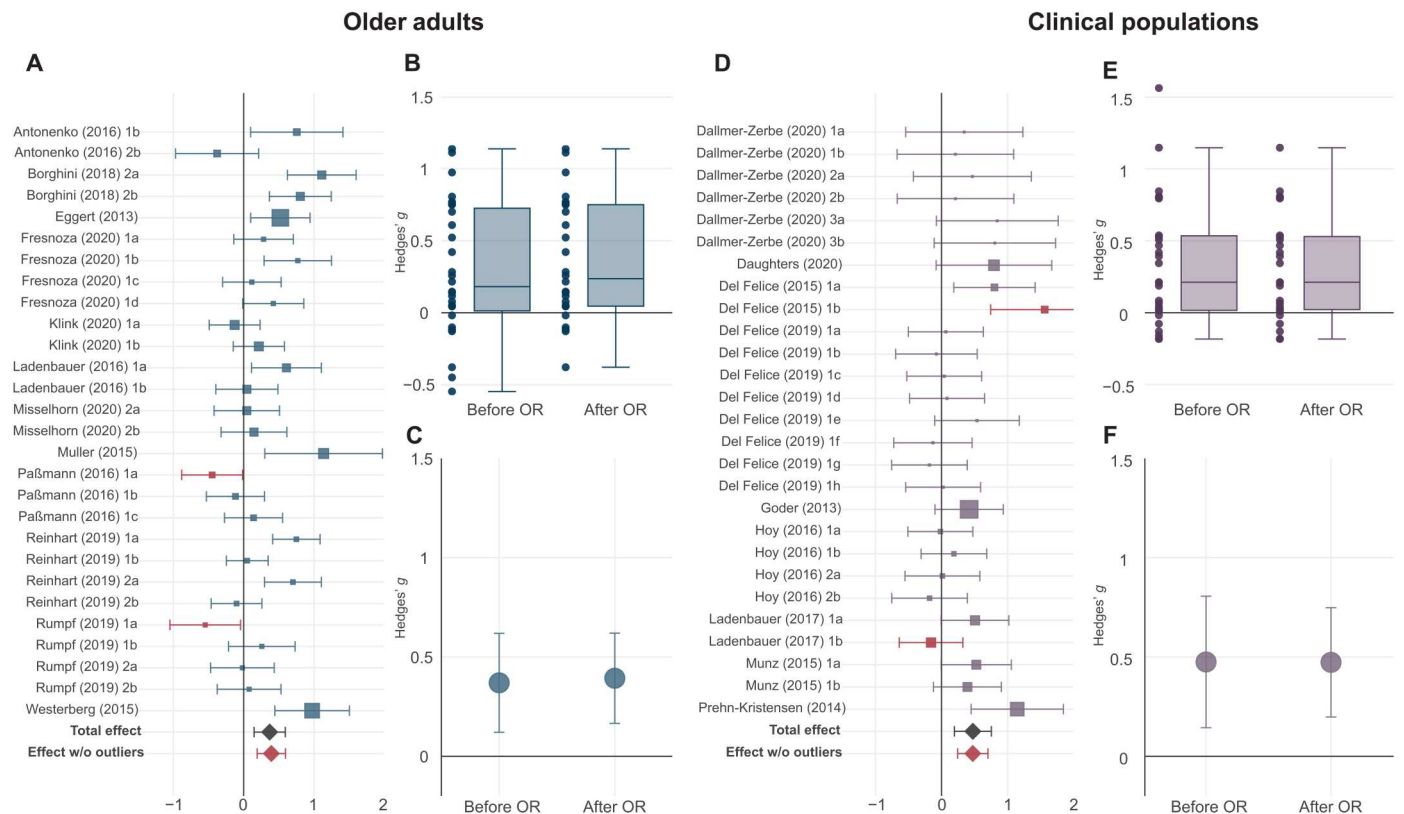 Older adults
Clinical populations
A
Antonenko (2016) 1b
Antonenko (2016) 2b
Borghini (2018) 2a
Borghini (2018) 2b
Eggert (2013)
Fresnoza (2020) 1a
Fresnoza (2020) 1b
Fresnoza (2020) 1c
Fresnoza (2020) 1d
Klink (2020) 1a
Klink (2020) 1b
Ladenbauer (2016) 1a
Ladenbauer (2016) 1b
Misselhorn (2020) 2a
Misselhorn (2020) 2b
Muller (2015)
Paßmann (2016) 1a
Paßmann (2016) 1b
Paßmann (2016) 1c
Reinhart (2019) 1a
Reinhart (2019) 1b
Reinhart (2019) 2a
Reinhart (2019) 2b
Rumpf (2019) 1a
Rumpf (2019) 1b
Rumpf (2019) 2a
Rumpf (2019) 2b
Westerberg (2015)
Total effect
Effect w/o outliers
−1 0 1 2
B
Hedges' g
1.5
1
0.5
0
−0.5
Before OR After OR
C
Hedges' g
1.5
1
0.5
0
Before OR After OR
D
Dallmer-Zerbe (2020) 1a
Dallmer-Zerbe (2020) 1b
Dallmer-Zerbe (2020) 2a
Dallmer-Zerbe (2020) 2b
Dallmer-Zerbe (2020) 3a
Dallmer-Zerbe (2020) 3b
Daughters (2020)
Del Felice (2015) 1a
Del Felice (2015) 1b
Del Felice (2019) 1a
Del Felice (2019) 1b
Del Felice (2019) 1c
Del Felice (2019) 1d
Del Felice (2019) 1e
Del Felice (2019) 1f
Del Felice (2019) 1g
Del Felice (2019) 1h
Goder (2013)
Hoy (2016) 1a
Hoy (2016) 1b
Hoy (2016) 2a
Hoy (2016) 2b
Ladenbauer (2017) 1a
Ladenbauer (2017) 1b
Munz (2015) 1a
Munz (2015) 1b
Prehn-Kristensen (2014)
Total effect
Effect w/o outliers
−1 0 1 2
E
Hedges' g
1.5
1
0.5
0
−0.5
Before OR After OR
F
Hedges' g
1.5
1
0.5
0
Before OR After OR